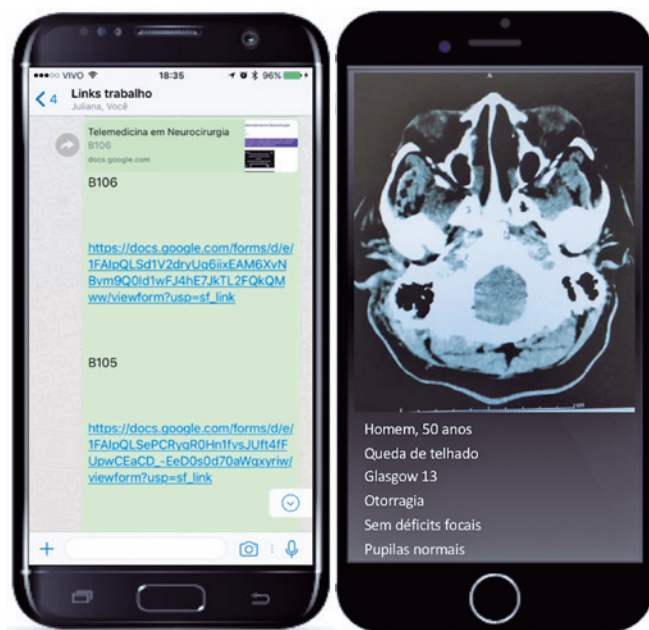 VIVO
18:35
96%
4
Links trabalho
Juliana, Você
Telemedicina em Neurocirurgia
B106
docs.google.com
B106
https://docs.google.com/forms/d/e/
1FAIpQLSd1V2dryUq6iixEAM6XvN
Bvm9Q0Id1wFJ4hE7JkTL2FQkQM
ww/viewform?usp=sf_link
B105
https://docs.google.com/forms/d/e/
1FAIpQLSePCRyqR0Hn1fvsJUft4fF
UpwCEaCD_-EeD0s0d70aWqxyriw/
viewform?usp=sf_link
A
cm
Homem, 50 anos
Queda de telhado
Glasgow 13
Otorragia
Sem déficits focais
Pupilas normais